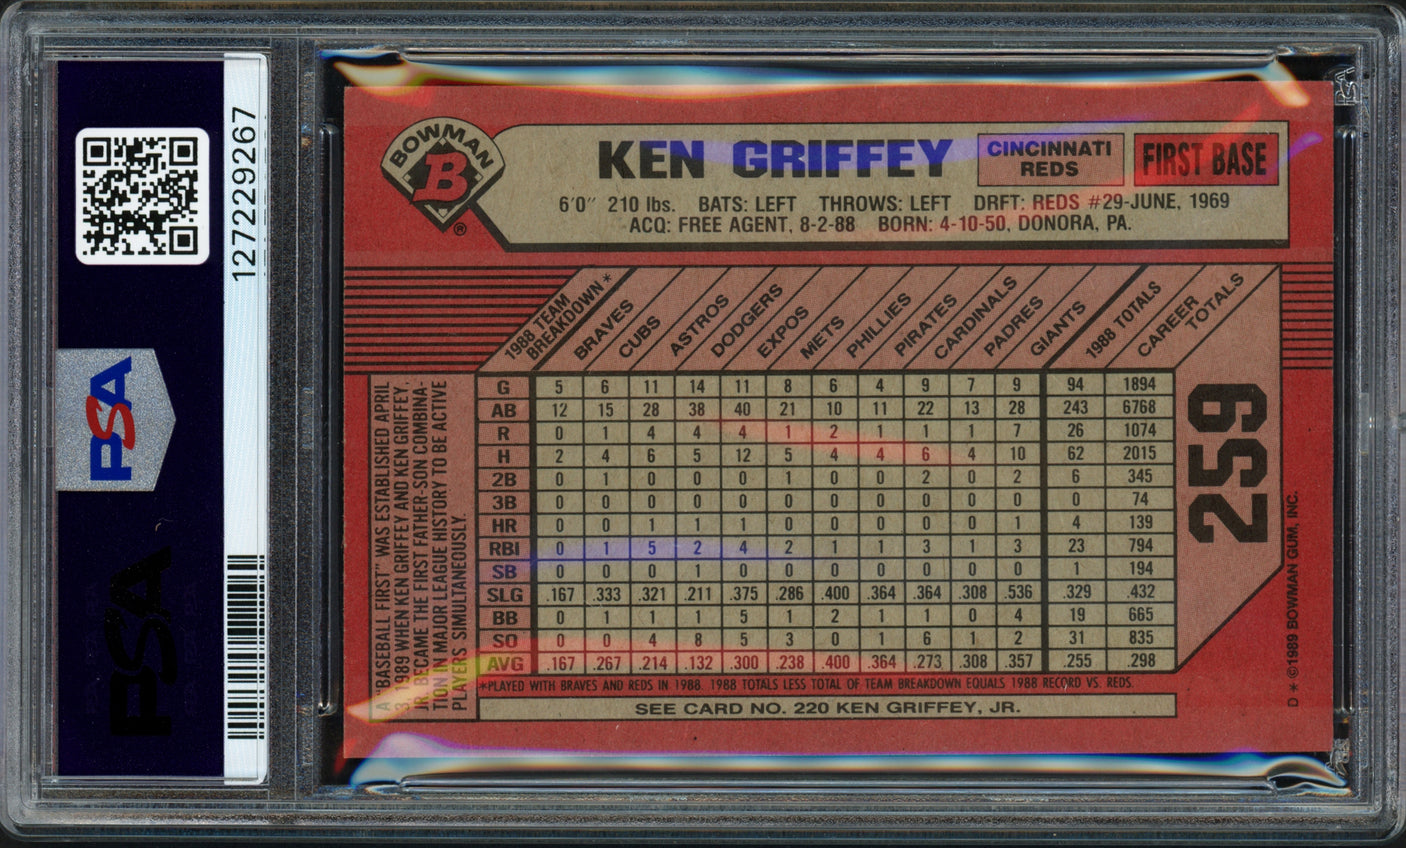 PSA
127229267
PSA
BOWMAN
B
®
KEN GRIFFEY
CINCINNATI
REDS
FIRST BASE
6'0" 210 lbs. BATS: LEFT THROWS: LEFT DRFT: REDS #29-JUNE, 1969
ACQ: FREE AGENT, 8-2-88 BORN: 4-10-50, DONORA, PA.
1988 TEAM BREAKDOWN * BRAVES CUBS ASTROS DODGERS EXPOS METS PHILLIES PIRATES CARDINALS PADRES GIANTS 1988 TOTALS CAREER TOTALS
G 5 6 11 14 11 8 6 4 9 7 9 94 1894
AB 12 15 28 38 40 21 10 11 22 13 28 243 6768
R 0 1 4 4 4 1 2 1 1 1 7 26 1074
H 2 4 6 5 12 5 4 4 6 4 10 62 2015
2B 0 1 0 0 0 1 0 0 2 0 2 6 345
3B 0 0 0 0 0 0 0 0 0 0 0 0 74
HR 0 0 1 1 1 0 0 0 0 0 1 4 139
RBI 0 1 5 2 4 2 1 1 3 1 3 23 794
SB 0 0 0 1 0 0 0 0 0 0 0 1 194
SLG .167 .333 .321 .211 .375 .286 .400 .364 .364 .308 .536 .329 .432
BB 0 1 1 1 5 1 2 1 1 0 4 19 665
SO 0 0 4 8 5 3 0 1 6 1 2 31 835
AVG .167 .267 .214 .132 .300 .238 .400 .364 .273 .308 .357 .255 .298
*PLAYED WITH BRAVES AND REDS IN 1988. 1988 TOTALS LESS TOTAL OF TEAM BREAKDOWN EQUALS 1988 RECORD VS. REDS.
SEE CARD NO. 220 KEN GRIFFEY, JR.
A "BASEBALL FIRST" WAS ESTABLISHED APRIL
3, 1989 WHEN KEN GRIFFEY AND KEN GRIFFEY,
JR. BECAME THE FIRST FATHER-SON COMBINA-
TION IN MAJOR LEAGUE HISTORY TO BE ACTIVE
PLAYERS SIMULTANEOUSLY.
259
D * ©1989 BOWMAN GUM, INC.